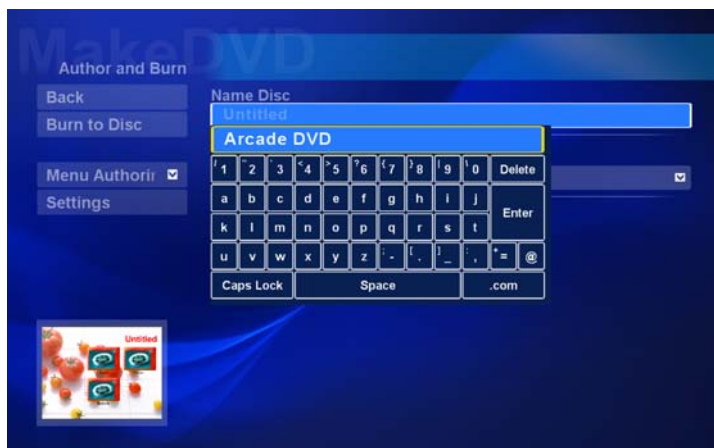 MakeDVD
Author and Burn
Back
Name Disc
Untitled
Burn to Disc
Arcade DVD
1 2 3 4 5 6 7 8 9 0 Delete
Menu Authorin
a b c d e f g h i j
Settings
Enter
k l m n o p q r s t
u v w x y z - . _ , = @
Caps Lock Space .com
Untitled